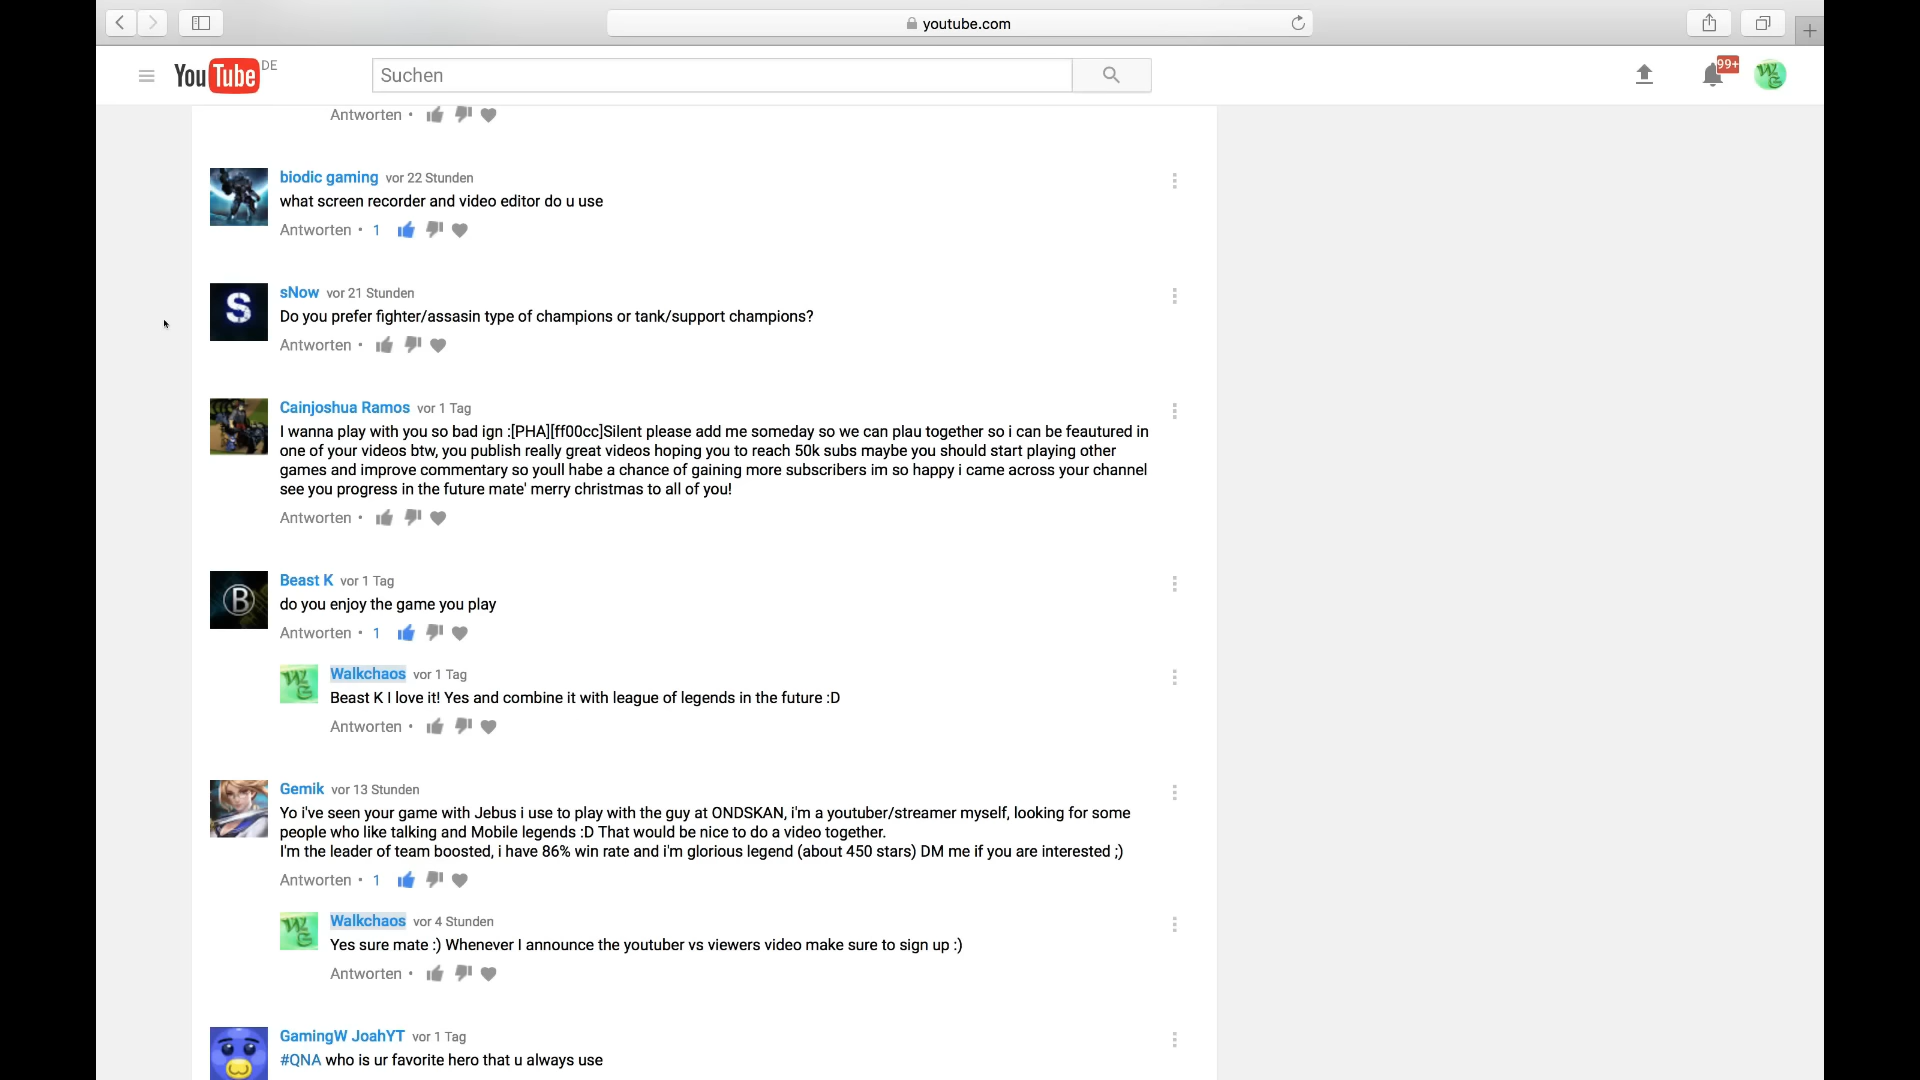 youtube.com
YouTube DE
Suchen
99+
Antworten •
biodic gaming vor 22 Stunden
what screen recorder and video editor do u use
Antworten • 1
S
sNow vor 21 Stunden
Do you prefer fighter/assasin type of champions or tank/support champions?
Antworten •
Cainjoshua Ramos vor 1 Tag
I wanna play with you so bad ign :[PHA][ff00cc]Silent please add me someday so we can plau together so i can be feautured in
one of your videos btw, you publish really great videos hoping you to reach 50k subs maybe you should start playing other
games and improve commentary so youll habe a chance of gaining more subscribers im so happy i came across your channel
see you progress in the future mate' merry christmas to all of you!
Antworten •
B
Beast K vor 1 Tag
do you enjoy the game you play
Antworten • 1
Walkchaos vor 1 Tag
Beast K I love it! Yes and combine it with league of legends in the future :D
Antworten •
Gemik vor 13 Stunden
Yo i've seen your game with Jebus i use to play with the guy at ONDSKAN, i'm a youtuber/streamer myself, looking for some
people who like talking and Mobile legends :D That would be nice to do a video together.
I'm the leader of team boosted, i have 86% win rate and i'm glorious legend (about 450 stars) DM me if you are interested ;)
Antworten • 1
Walkchaos vor 4 Stunden
Yes sure mate :) Whenever I announce the youtuber vs viewers video make sure to sign up :)
Antworten •
GamingW JoahYT vor 1 Tag
#QNA who is ur favorite hero that u always use